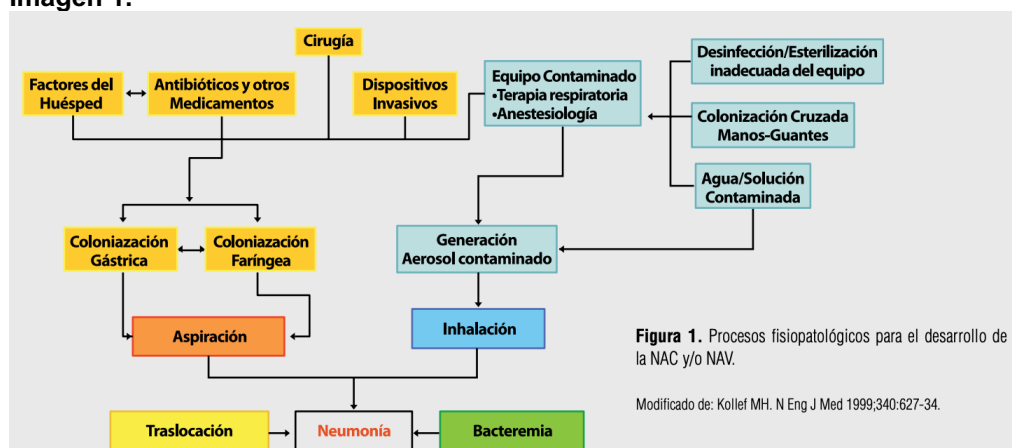 Imagen 1.
Cirugía
Factores del
Huésped
Antibióticos y otros
Medicamentos
Dispositivos
Invasivos
Equipo Contaminado
•Terapia respiratoria
•Anestesiología
Desinfección/Esterilización
inadecuada del equipo
Colonización Cruzada
Manos-Guantes
Agua/Solución
Contaminada
Coloniazación
Gástrica
Coloniazación
Faríngea
Generación
Aerosol contaminado
Aspiración
Inhalación
Figura 1. Procesos fisiopatológicos para el desarrollo de
la NAC y/o NAV.
Modificado de: Kollef MH. N Eng J Med 1999;340:627-34.
Traslocación
Neumonía
Bacteremia